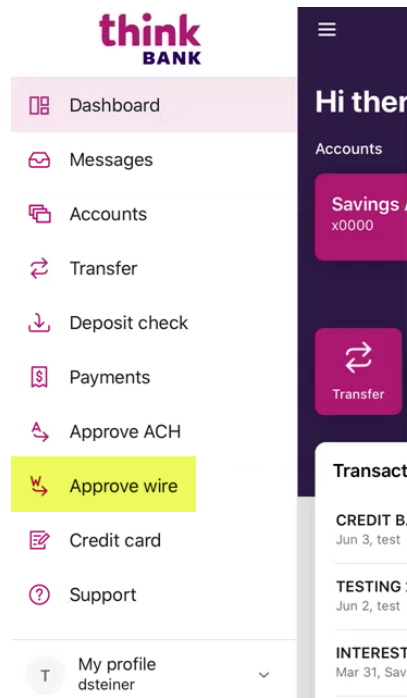 think
BANK
Dashboard
Messages
Accounts
Transfer
Deposit check
Payments
Approve ACH
Approve wire
Credit card
Support
T
My profile
dsteiner
Hi ther
Accounts
Savings
x0000
Transfer
Transact
CREDIT B
Jun 3, test
TESTING
Jun 2, test
INTEREST
Mar 31, Sav